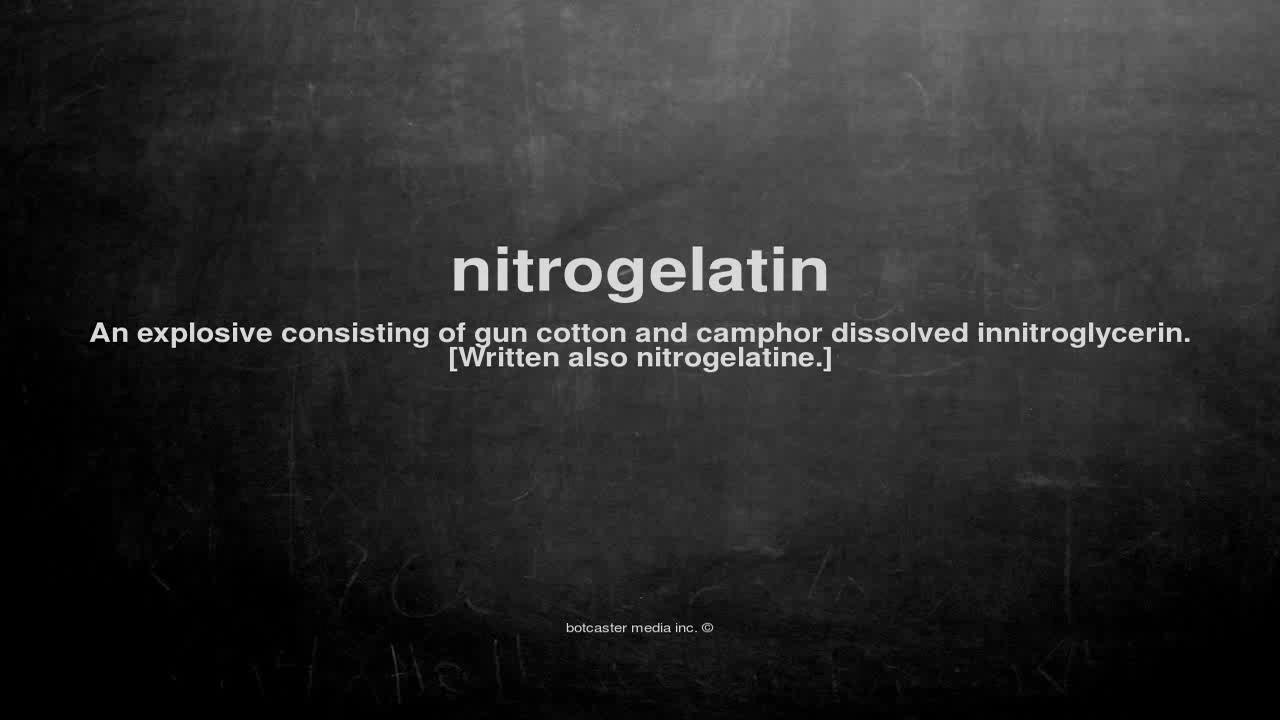 nitrogelatin
An explosive consisting of gun cotton and camphor dissolved innitroglycerin.
[Written also nitrogelatine.]
botcaster media inc. ©